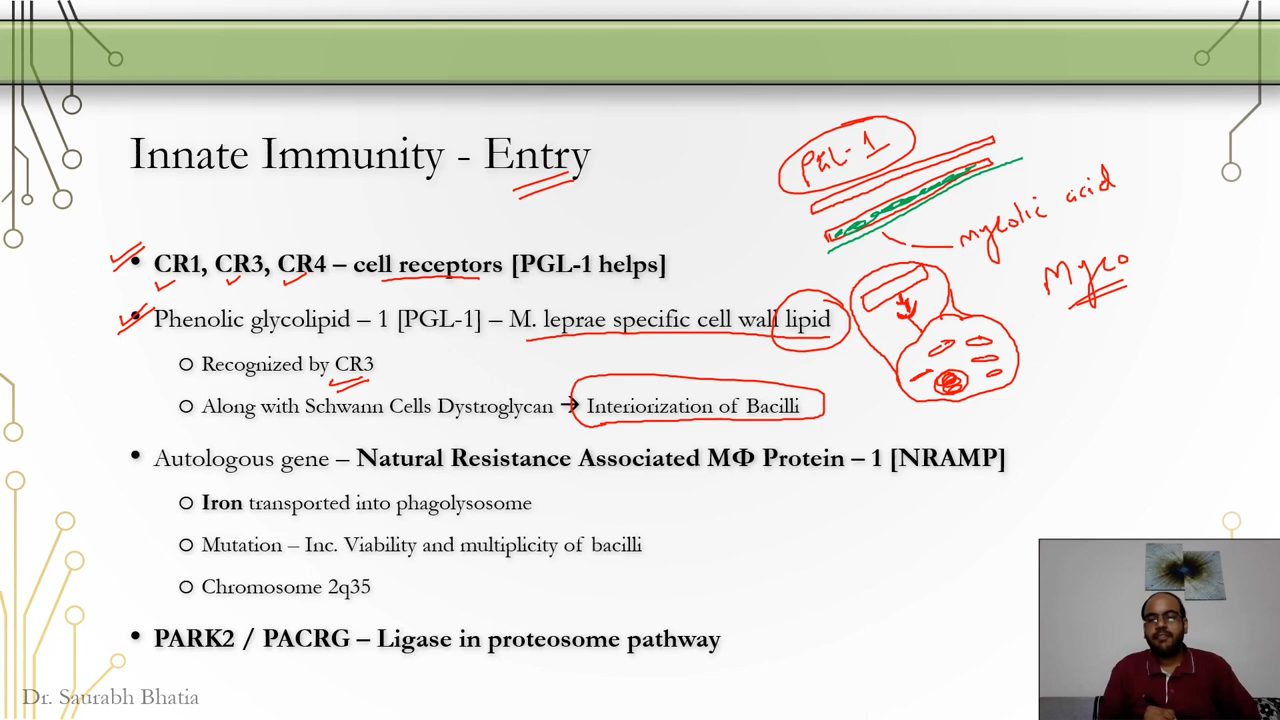 Innate Immunity - Entry
PGL-1
mycolic acid
Myco
• CR1, CR3, CR4 – cell receptors [PGL-1 helps]
• Phenolic glycolipid – 1 [PGL-1] – M. leprae specific cell wall lipid
o Recognized by CR3
o Along with Schwann Cells Dystroglycan → Interiorization of Bacilli
• Autologous gene – Natural Resistance Associated MΦ Protein – 1 [NRAMP]
o Iron transported into phagolysosome
o Mutation – Inc. Viability and multiplicity of bacilli
o Chromosome 2q35
• PARK2 / PACRG – Ligase in proteosome pathway
Dr. Saurabh Bhatia